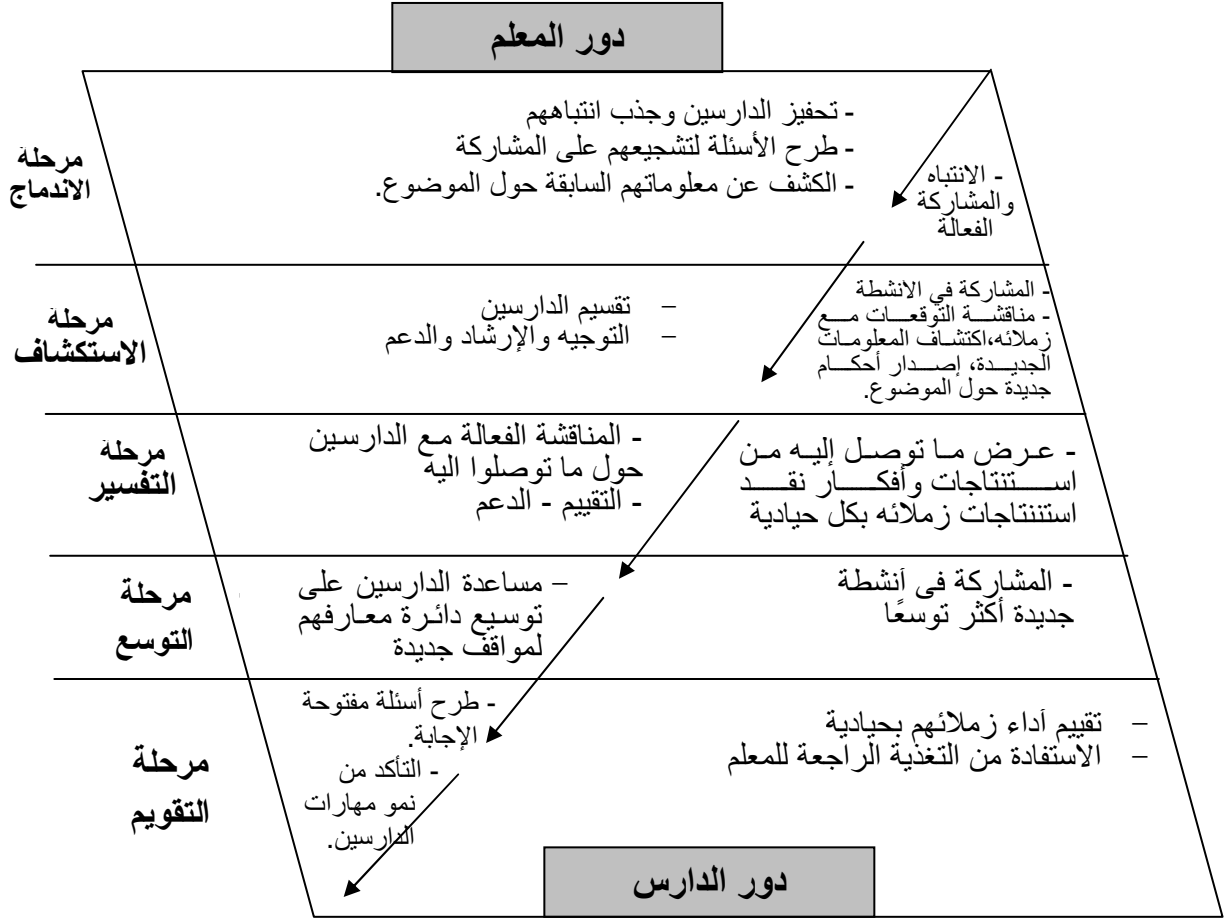 دور المعلم
مرحلة
الاندماج
- تحفيز الدارسين وجذب انتباههم
- طرح الأسئلة لتشجيعهم على المشاركة
- الكشف عن معلوماتهم السابقة حول الموضوع.
- الانتباه
والمشاركة
الفعالة
مرحلة
الاستكشاف
– تقسيم الدارسين
– التوجيه والإرشاد والدعم
- المشاركة في الانشطة
- مناقشة التوقعات مع
زملائه،اكتشاف المعلومات
الجديدة، إصدار أحكام
جديدة حول الموضوع.
مرحلة
التفسير
- المناقشة الفعالة مع الدارسين
حول ما توصلوا اليه
- التقييم - الدعم
- عرض ما توصل إليه من
استنتاجات وأفكار نقد
استننتاجات زملائه بكل حيادية
مرحلة
التوسع
– مساعدة الدارسين على
توسيع دائرة معارفهم
لمواقف جديدة
- المشاركة فى أنشطة
جديدة أكثر توسعًا
مرحلة
التقويم
- طرح أسئلة مفتوحة
الإجابة.
- التأكد من
نمو مهارات
الدارسين.
– تقييم أداء زملائهم بحيادية
– الاستفادة من التغذية الراجعة للمعلم
دور الدارس